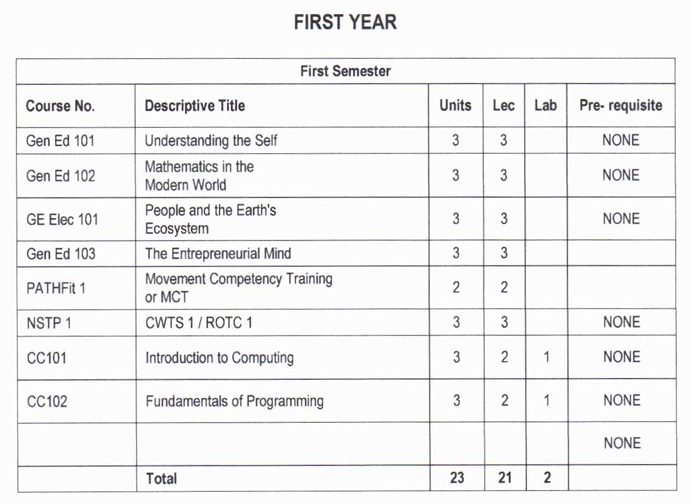 FIRST YEAR
First Semester
Course No. Descriptive Title Units Lec Lab Pre- requisite
Gen Ed 101 Understanding the Self 3 3 NONE
Gen Ed 102 Mathematics in the Modern World 3 3 NONE
GE Elec 101 People and the Earth's Ecosystem 3 3 NONE
Gen Ed 103 The Entrepreneurial Mind 3 3
PATHFit 1 Movement Competency Training or MCT 2 2
NSTP 1 CWTS 1 / ROTC 1 3 3 NONE
CC101 Introduction to Computing 3 2 1 NONE
CC102 Fundamentals of Programming 3 2 1 NONE
NONE
Total 23 21 2